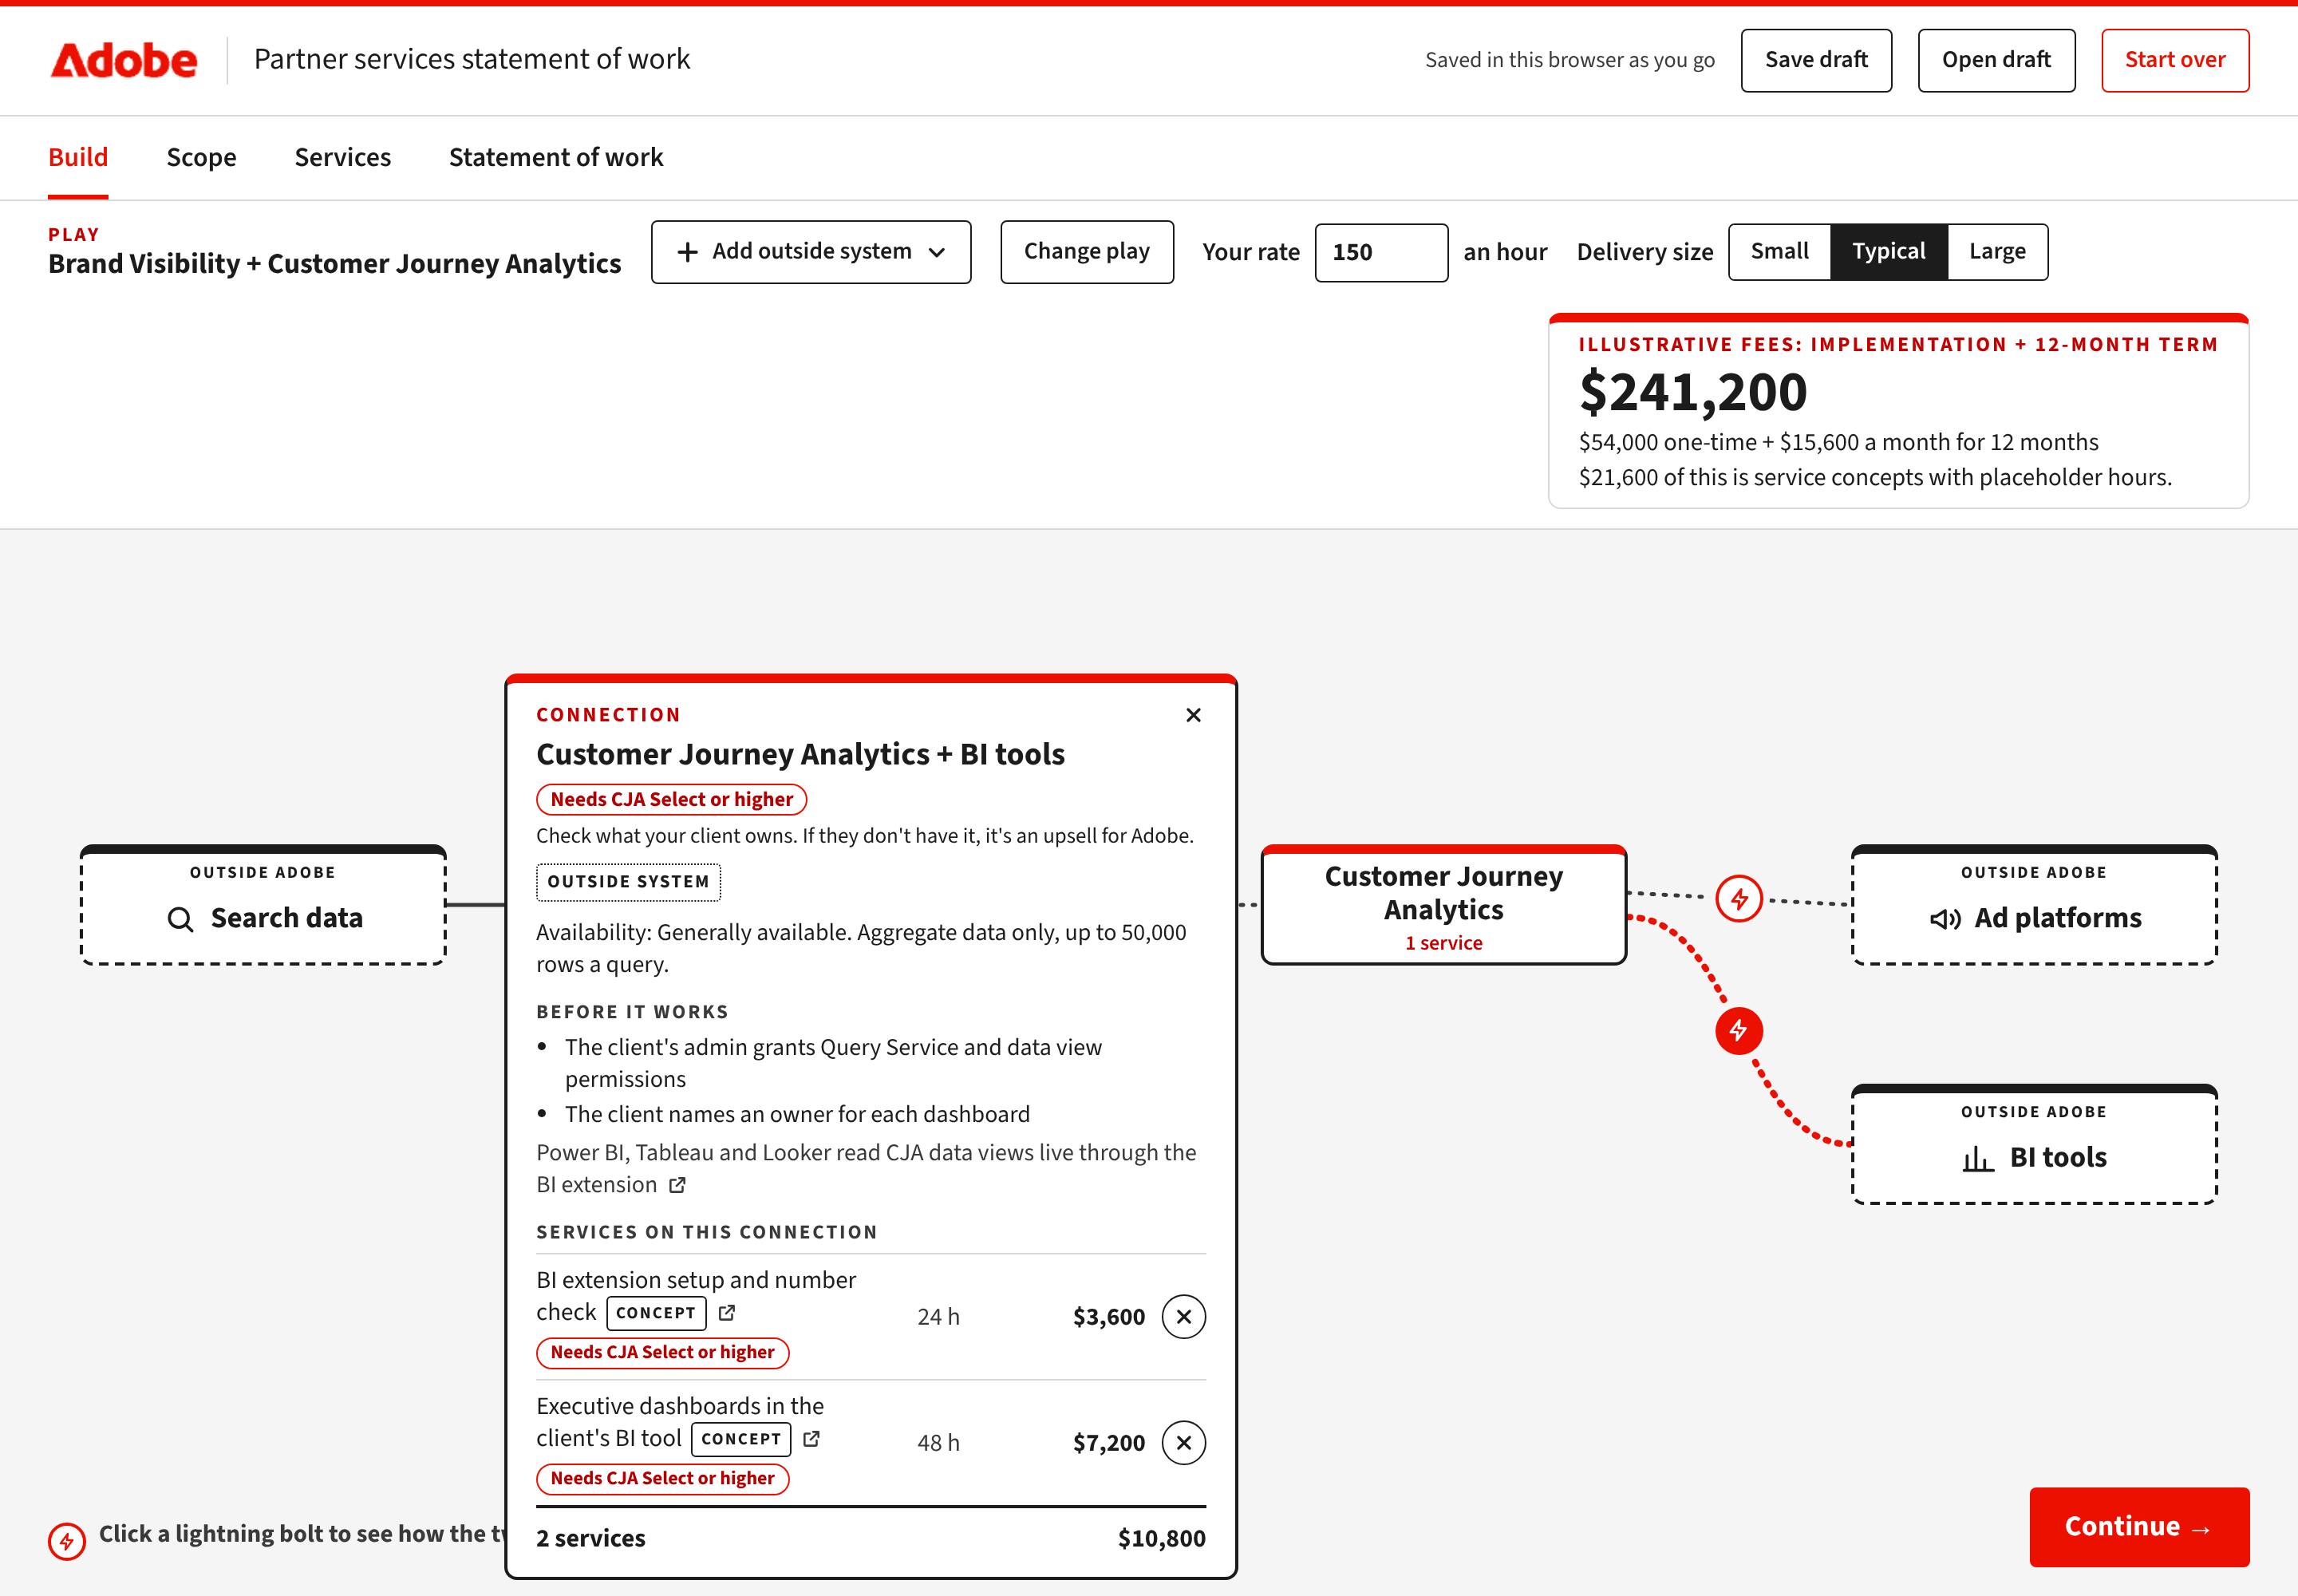 Adobe
Partner services statement of work
Saved in this browser as you go
Save draft
Open draft
Start over
Build
Scope
Services
Statement of work
PLAY
Brand Visibility + Customer Journey Analytics
Add outside system
Change play
Your rate
150
an hour
Delivery size
Small
Typical
Large
ILLUSTRATIVE FEES: IMPLEMENTATION + 12-MONTH TERM
$241,200
$54,000 one-time + $15,600 a month for 12 months
$21,600 of this is service concepts with placeholder hours.
OUTSIDE ADOBE
Search data
CONNECTION
Customer Journey Analytics + BI tools
Needs CJA Select or higher
Check what your client owns. If they don't have it, it's an upsell for Adobe.
OUTSIDE SYSTEM
Availability: Generally available. Aggregate data only, up to 50,000
rows a query.
BEFORE IT WORKS
• The client's admin grants Query Service and data view
permissions
• The client names an owner for each dashboard
Power BI, Tableau and Looker read CJA data views live through the
BI extension
SERVICES ON THIS CONNECTION
BI extension setup and number
check CONCEPT
24 h
$3,600
Needs CJA Select or higher
Executive dashboards in the
client's BI tool CONCEPT
48 h
$7,200
Needs CJA Select or higher
2 services
$10,800
Customer Journey
Analytics
1 service
OUTSIDE ADOBE
Ad platforms
OUTSIDE ADOBE
BI tools
Click a lightning bolt to see how the
Continue →